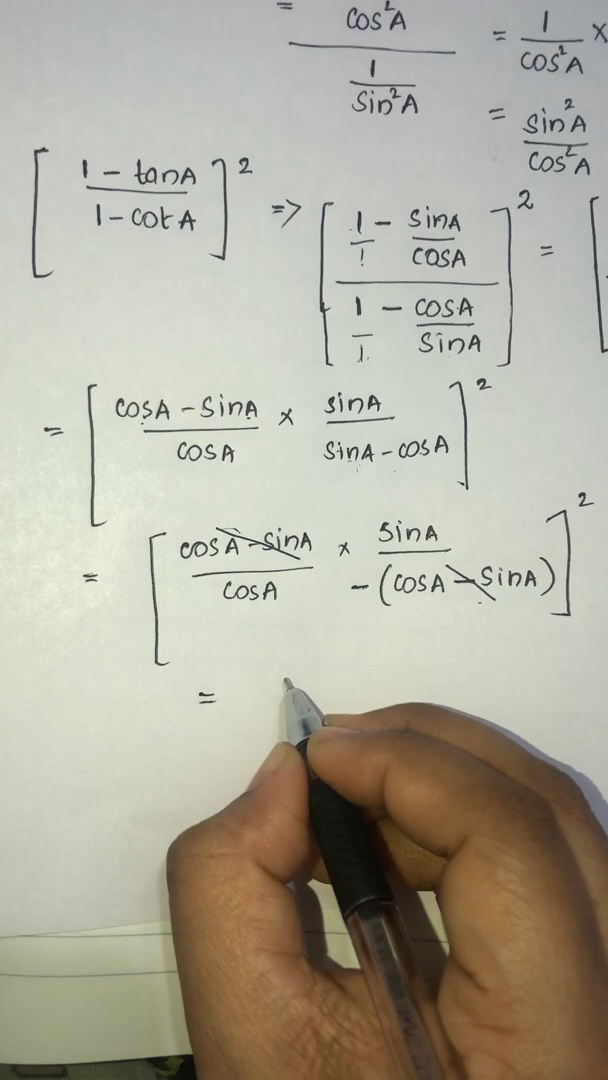 = cos²A / (1/sin²A) = 1/cos²A ×
= sin²A/cos²A
[(1 - tanA)/(1 - cotA)]² => [(1/1 - sinA/cosA)/(1/1 - cosA/sinA)]² = [
= [(cosA - sinA)/cosA × sinA/(sinA - cosA)]²
= [(cosA - sinA)/cosA × sinA/-(cosA - sinA)]²
=